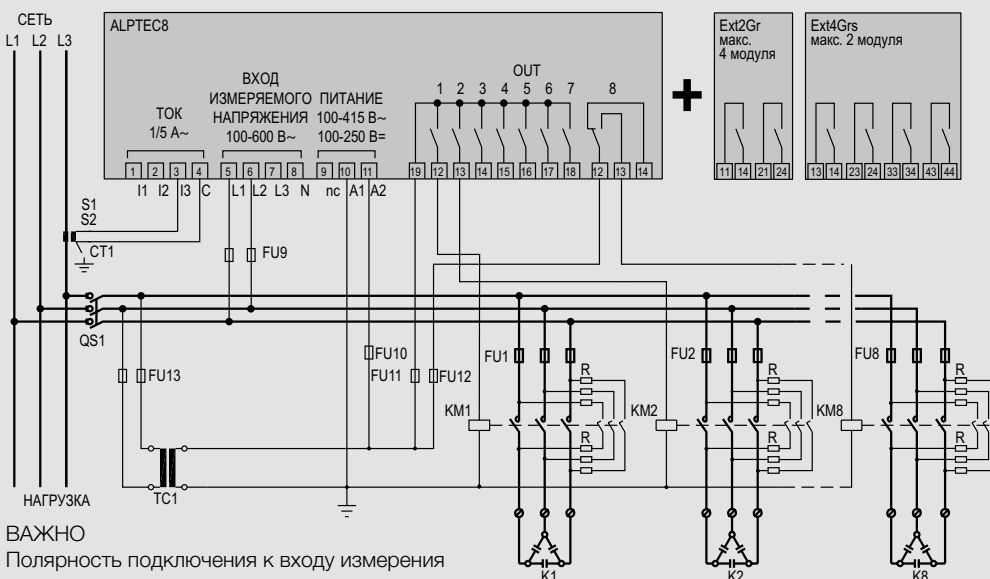 СЕТЬ
L1 L2 L3
ALPTEC8
ТОК
1/5 А~
ВХОД
ИЗМЕРЯЕМОГО
НАПРЯЖЕНИЯ
100-600 В~
ПИТАНИЕ
100-415 В~
100-250 В=
OUT
1 2 3 4 5 6 7 8
1 2 3 4 5 6 7 8 9 10 11 19 12 13 14 15 16 17 18 12 13 14
I1 I2 I3 C L1 L2 L3 N nc A1 A2
+
Ext2Gr
макс.
4 модуля
11 14 21 24
Ext4Grs
макс. 2 модуля
13 14 23 24 33 34 43 44
S1
S2
CT1
FU9
QS1
FU10
FU13 FU11 FU12
FU1 FU2 FU8
R R R
KM1 KM2 KM8
R R R
TC1
НАГРУЗКА
K1 K2 K8
ВАЖНО
Полярность подключения к входу измерения